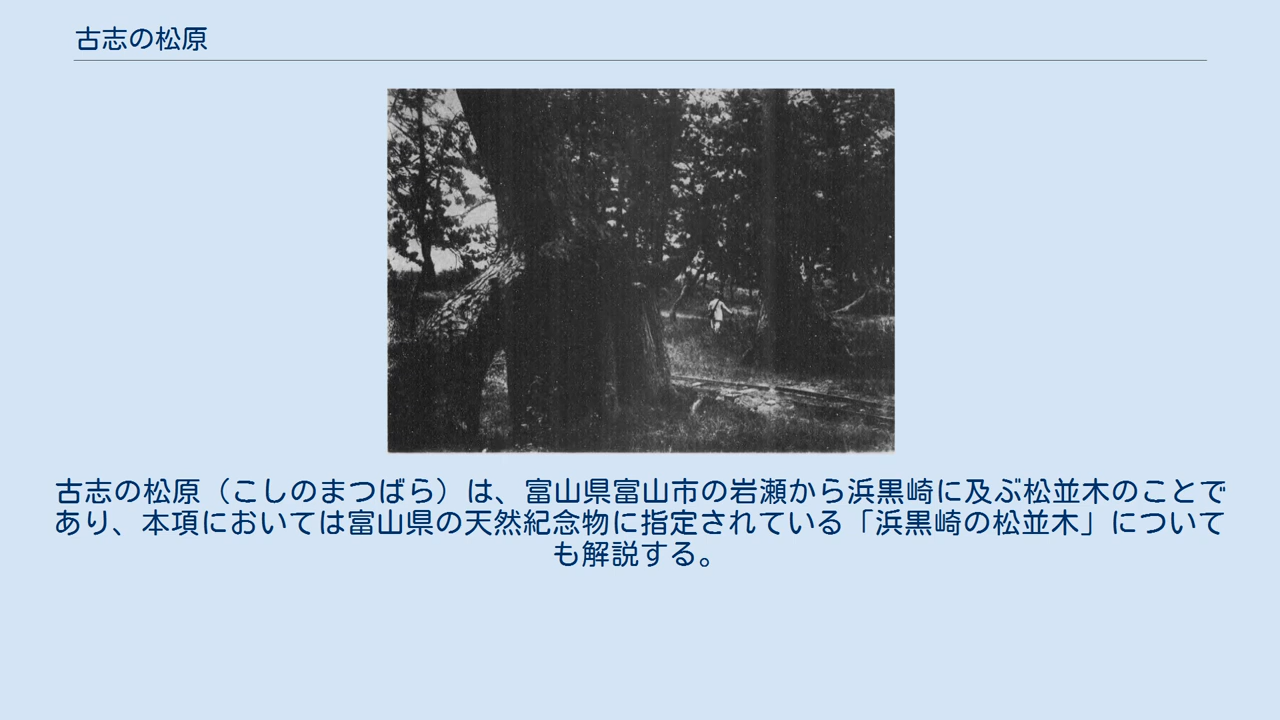 古志の松原
古志の松原（こしのまつばら）は、富山県富山市の岩瀬から浜黒崎に及ぶ松並木のことで
あり、本項においては富山県の天然紀念物に指定されている「浜黒崎の松並木」について
も解説する。